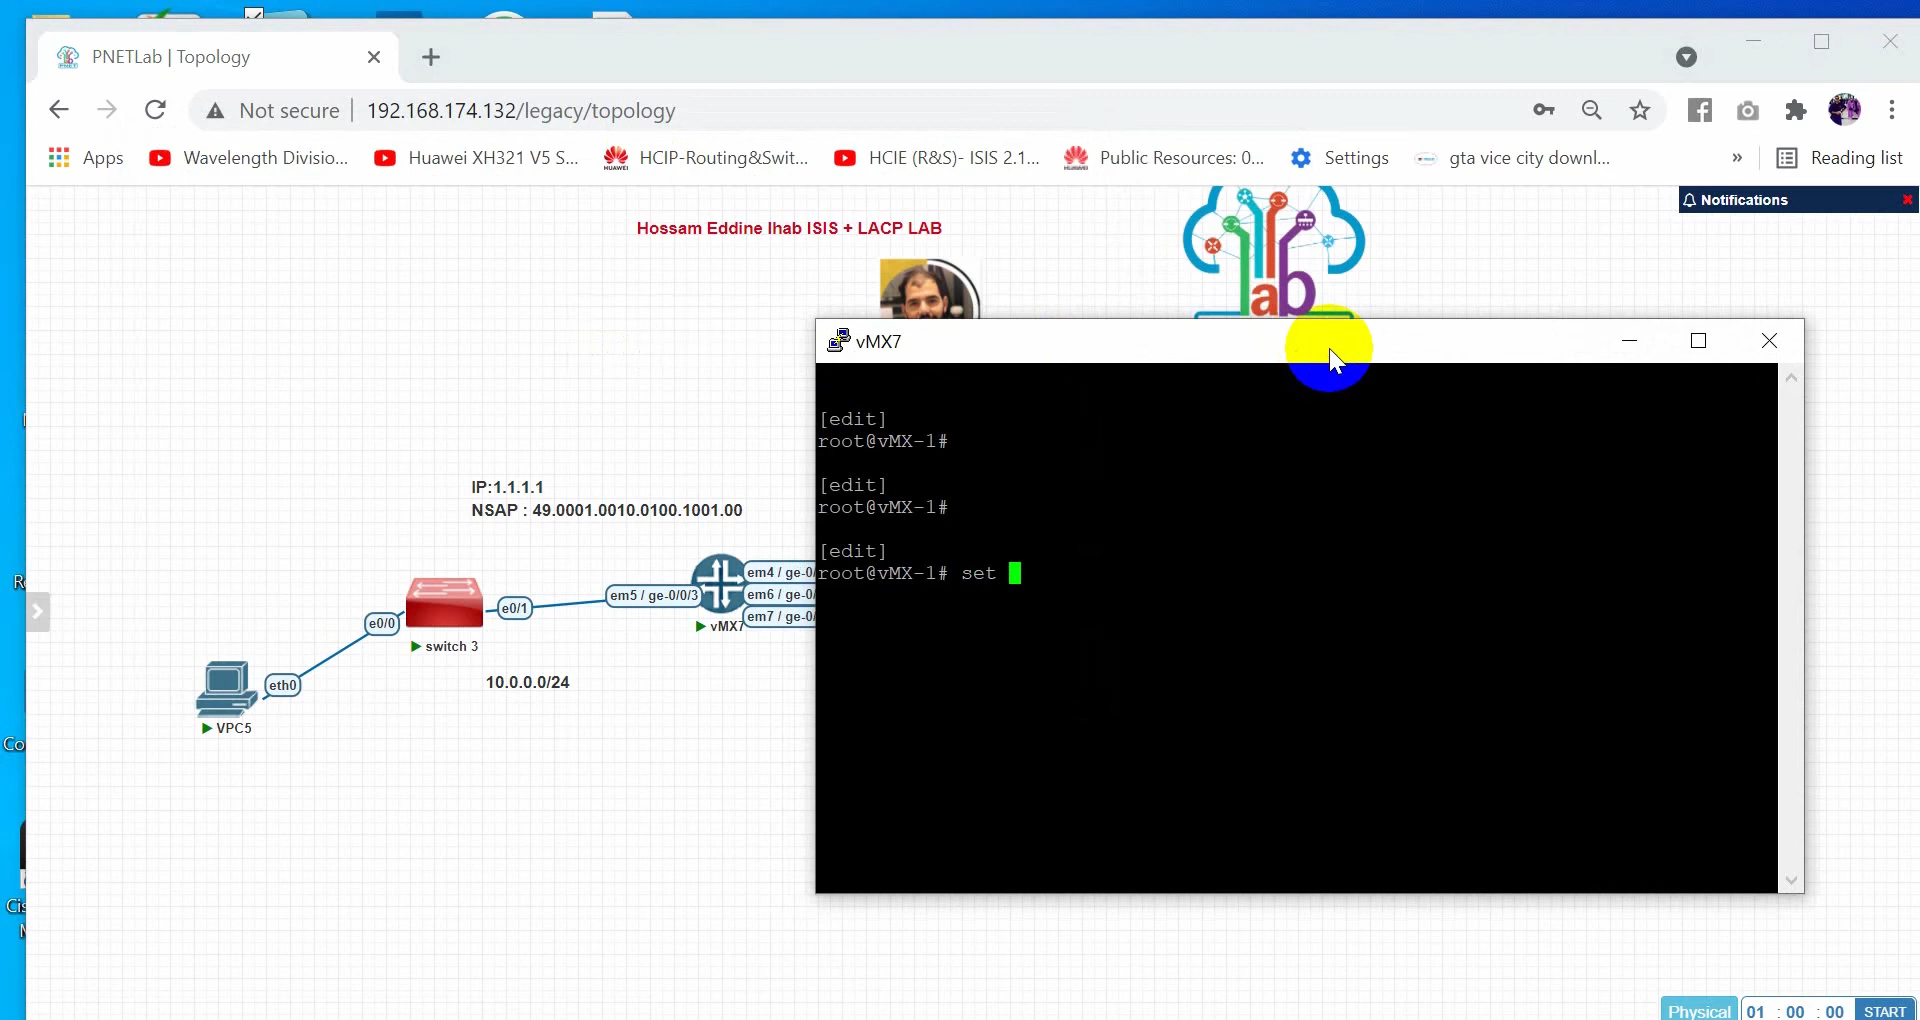 PNETLab | Topology
Not secure
192.168.174.132/legacy/topology
Apps
Wavelength Divisio...
Huawei XH321 V5 S...
HCIP-Routing&Swit...
HCIE (R&S)- ISIS 2.1...
Public Resources: 0...
Settings
gta vice city downl...
»
Reading list
Notifications
Hossam Eddine Ihab ISIS + LACP LAB
lab
vMX7
[edit]
root@vMX-1#
[edit]
root@vMX-1#
[edit]
root@vMX-1# set
IP:1.1.1.1
NSAP : 49.0001.0010.0100.1001.00
em5 / ge-0/0/3
em4 / ge-0/
em6 / ge-0/
em7 / ge-0/
vMX7
e0/0
e0/1
switch 3
10.0.0.0/24
eth0
VPC5
Co
Cis
Physical
01 : 00 : 00
START